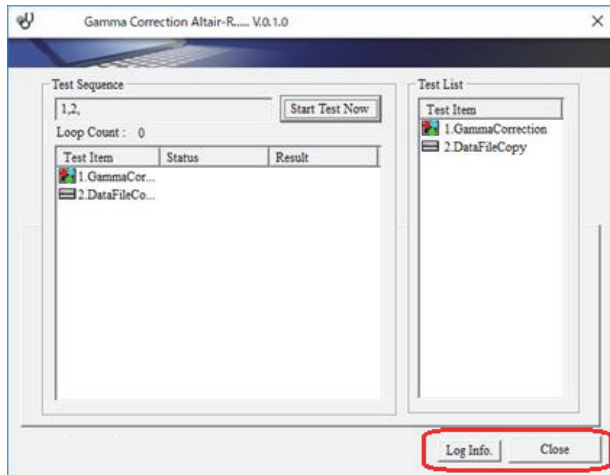 Gamma Correction Altair-R..... V.0.1.0
Test Sequence
1,2,
Start Test Now
Loop Count : 0
Test Item Status Result
1.GammaCor...
2.DataFileCo...
Test List
Test Item
1.GammaCorrection
2.DataFileCopy
Log Info.
Close